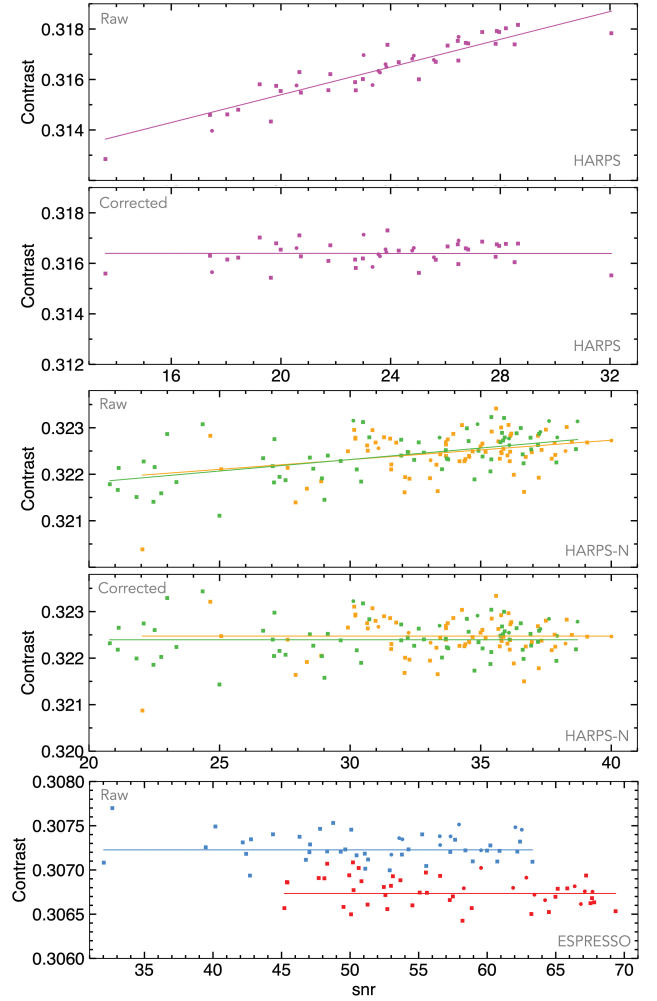 Raw
0.318
0.316
0.314
Contrast
HARPS
Corrected
0.318
0.316
0.314
0.312
Contrast
HARPS
16 20 24 28 32
Raw
0.323
0.322
0.321
Contrast
HARPS-N
Corrected
0.323
0.322
0.321
0.320
Contrast
HARPS-N
20 25 30 35 40
0.3080
Raw
0.3075
0.3070
0.3065
0.3060
Contrast
ESPRESSO
35 40 45 50 55 60 65 70
snr